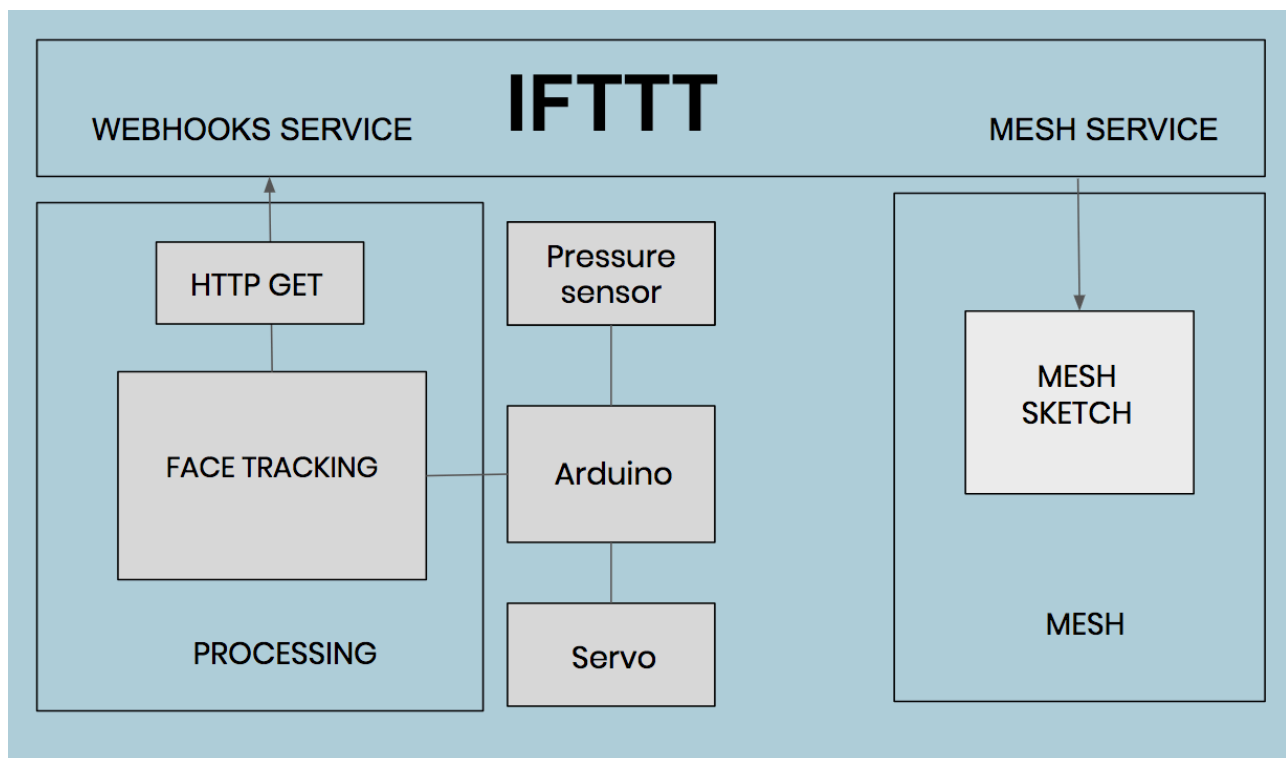 IFTTT
WEBHOOKS SERVICE
MESH SERVICE
HTTP GET
FACE TRACKING
PROCESSING
Pressure
sensor
Arduino
Servo
MESH
SKETCH
MESH